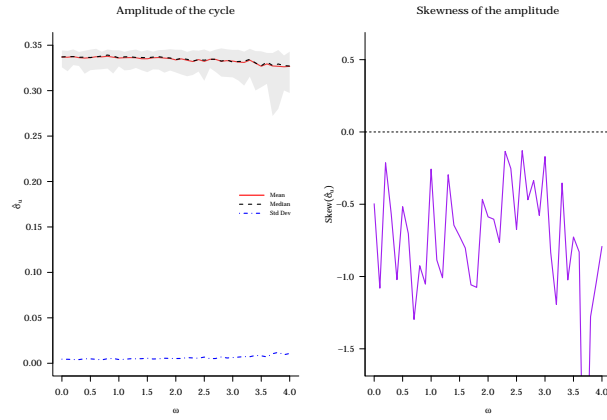 Amplitude of the cycle
0.35
0.30
0.25
0.20
0.15
0.10
0.05
0.00
σ̂ᵤ
Mean
Median
Std Dev
0.0 0.5 1.0 1.5 2.0 2.5 3.0 3.5 4.0
ω
Skewness of the amplitude
0.5
0.0
−0.5
−1.0
−1.5
Skew(σ̂ᵤ)
0.0 0.5 1.0 1.5 2.0 2.5 3.0 3.5 4.0
ω